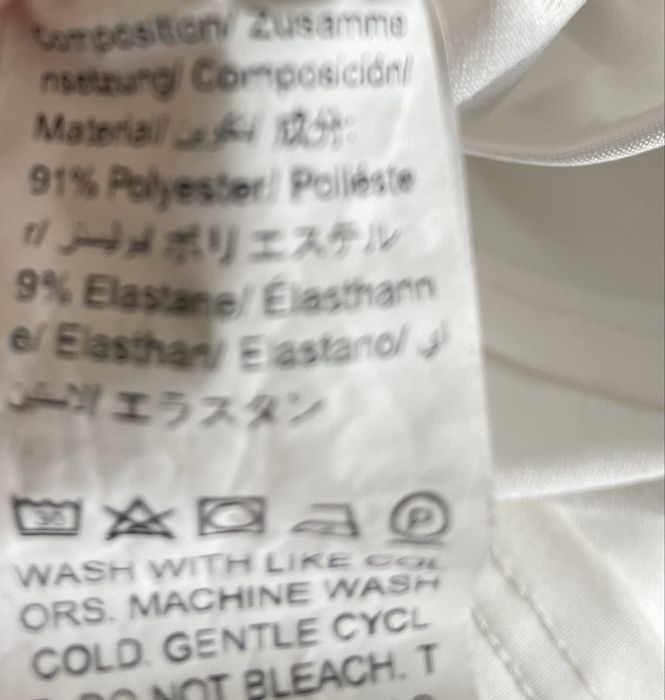 Composition/ Zusamme
nsetzung/ Composición/
Material/ 成分:
91% Polyester/ Poliéste
r/ بوليستر ポリエステル
9% Elastane/ Élasthann
e/ Elasthan/ Elastano/
エラスタン
30
P
WASH WITH LIKE COL
ORS. MACHINE WASH
COLD. GENTLE CYCL
E. DO NOT BLEACH. T